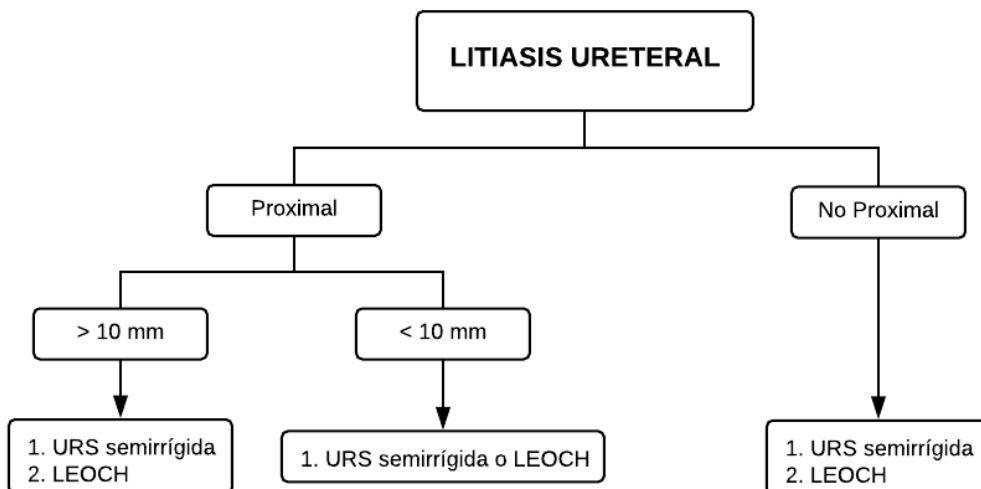 LITIASIS URETERAL
Proximal
No Proximal
> 10 mm
< 10 mm
1. URS semirrígida
2. LEOCH
1. URS semirrígida o LEOCH
1. URS semirrígida
2. LEOCH